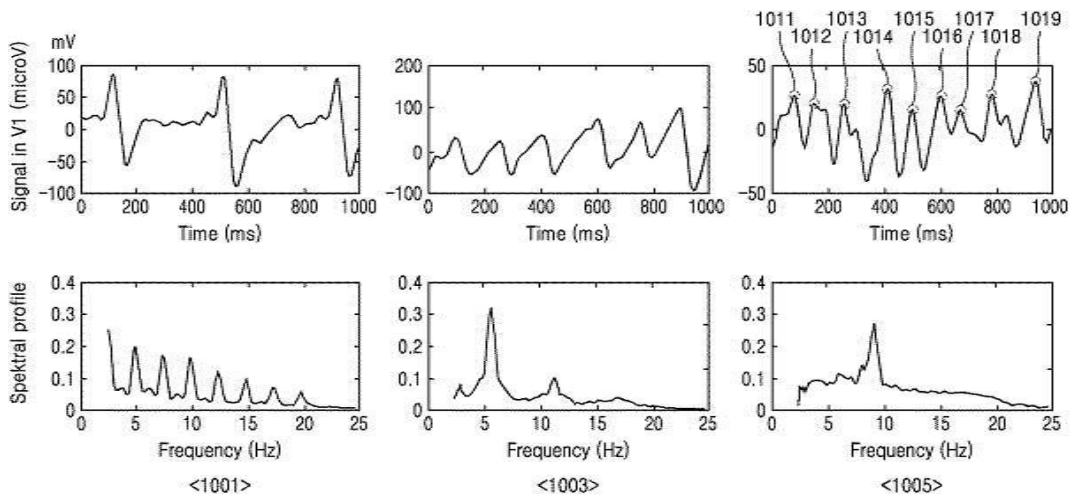 1011 1013 1015 1017 1019
1012 1014 1016 1018
mV
Signal in V1 (microV)
100
50
0
-50
-100
0 200 400 600 800 1000
Time (ms)
200
100
0
-100
0 200 400 600 800 1000
Time (ms)
50
0
-50
0 200 400 600 800 1000
Time (ms)
Spektral profile
0.4
0.3
0.2
0.1
0
0 5 10 15 20 25
Frequency (Hz)
<1001>
0.4
0.3
0.2
0.1
0
0 5 10 15 20 25
Frequency (Hz)
<1003>
0.4
0.3
0.2
0.1
0
0 5 10 15 20 25
Frequency (Hz)
<1005>